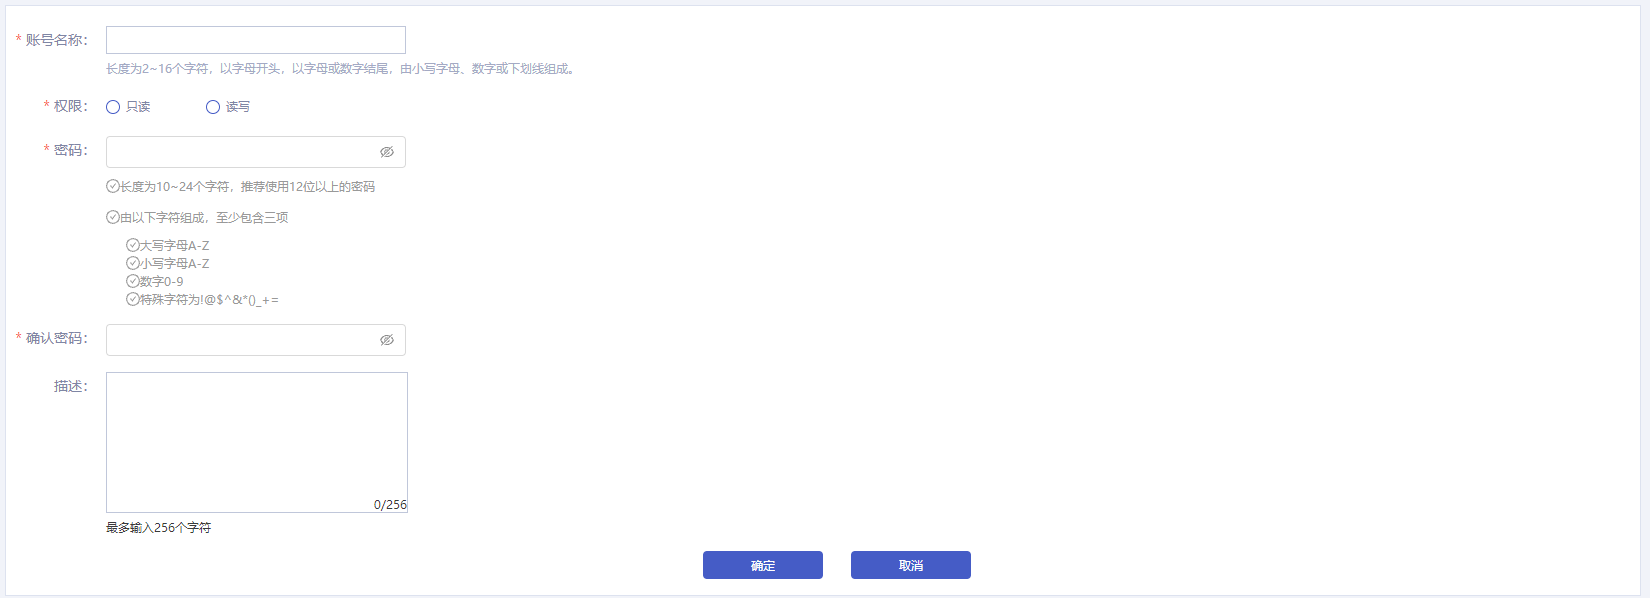 * 账号名称：
长度为2~16个字符，以字母开头，以字母或数字结尾，由小写字母、数字或下划线组成。
* 权限： 只读 读写
* 密码：
长度为10~24个字符，推荐使用12位以上的密码
由以下字符组成，至少包含三项
大写字母A-Z
小写字母A-Z
数字0-9
特殊字符为!@$^&*()_+=
* 确认密码：
描述：
0/256
最多输入256个字符
确定 取消